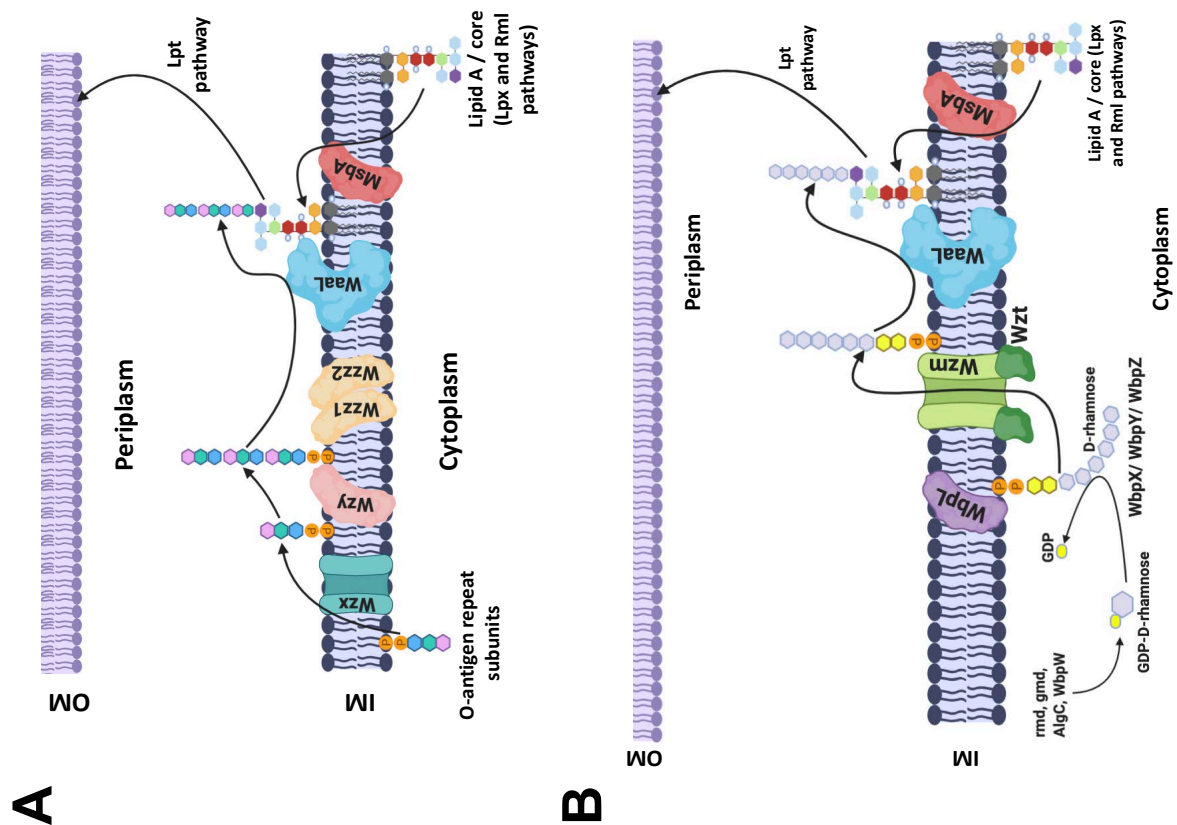 A
OM
Periplasm
Lpt
pathway
IM
Wzx
Wzy
Wzz1
Wzz2
WaaL
MsbA
P
P
P
P
P
P
O-antigen repeat
subunits
Cytoplasm
Lipid A / core
(Lpx and Rml
pathways)
B
OM
Periplasm
Lpt
pathway
IM
WbpL
Wzm
Wzt
WaaL
MsbA
P
P
P
P
rmd, gmd,
AlgC, WbpW
GDP
GDP-D-rhamnose
D-rhamnose
WbpX/ WbpY/ WbpZ
Cytoplasm
Lipid A / core (Lpx
and Rml pathways)